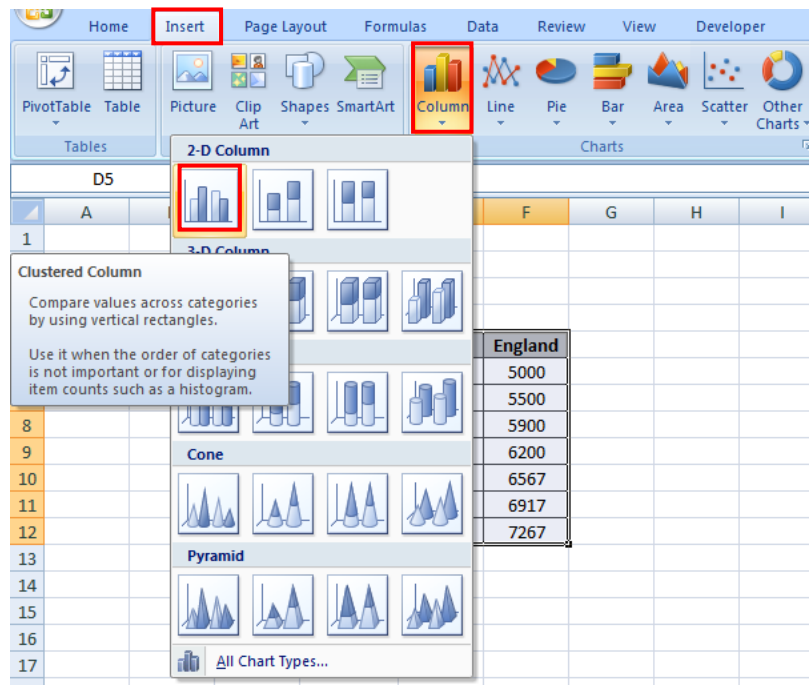 Home Insert Page Layout Formulas Data Review View Developer
PivotTable Table Picture Clip Art Shapes SmartArt Column Line Pie Bar Area Scatter Other Charts
Tables Charts
2-D Column
D5
A F G H I
1
3-D Column
Clustered Column
Compare values across categories
by using vertical rectangles.
Use it when the order of categories
is not important or for displaying
item counts such as a histogram.
England
5000
5500
8 5900
9 Cone 6200
10 6567
11 6917
12 7267
Pyramid
13
14
15
16
17
All Chart Types...